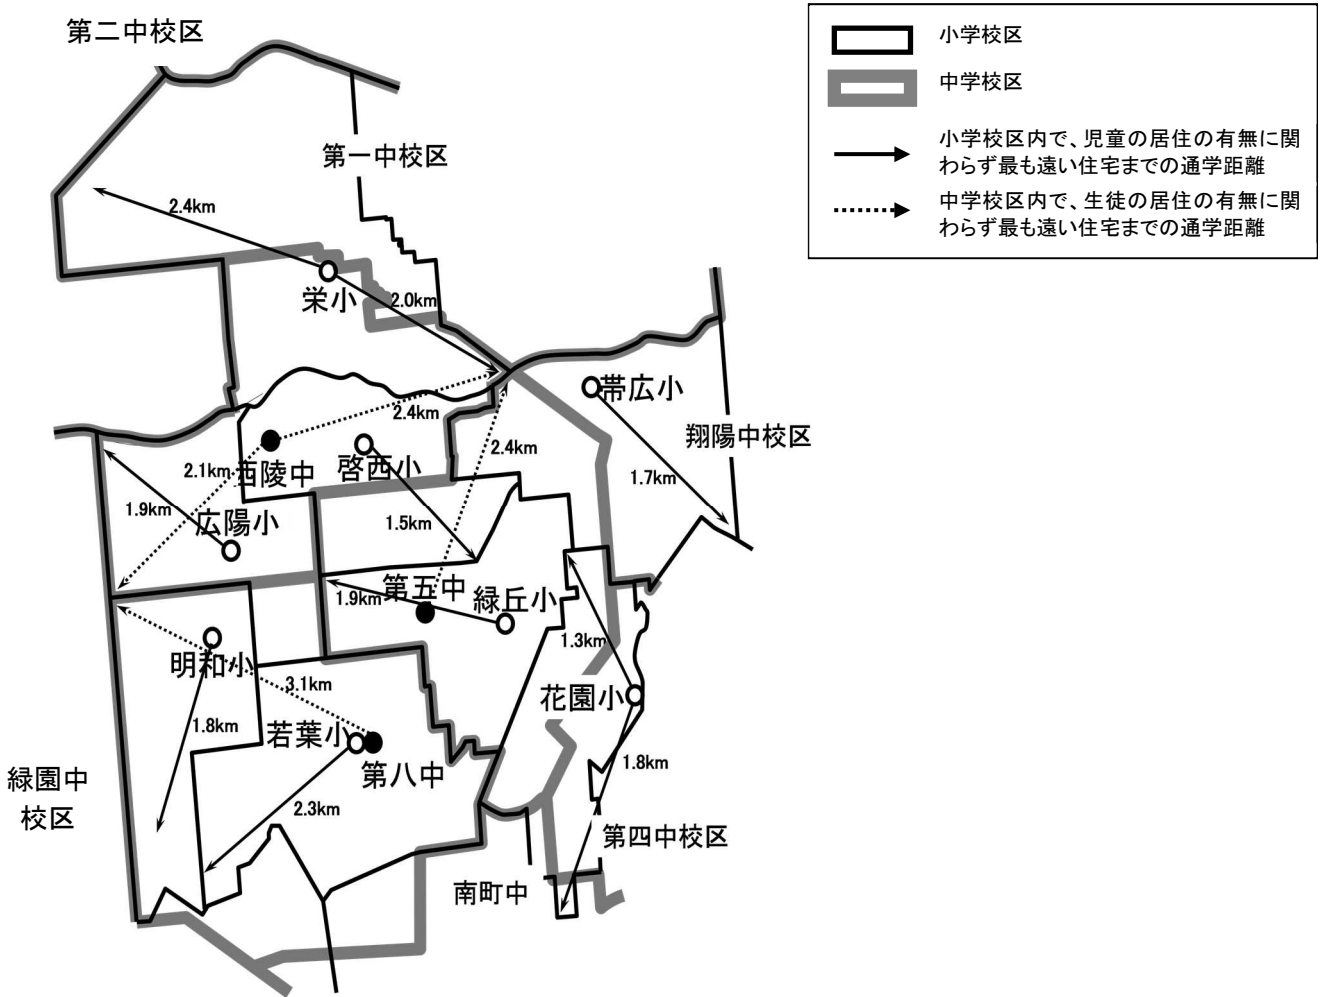 第二中校区
小学校区
中学校区
小学校区内で、児童の居住の有無に関
わらず最も遠い住宅までの通学距離
中学校区内で、生徒の居住の有無に関
わらず最も遠い住宅までの通学距離
第一中校区
2.4km
栄小
2.0km
帯広小
2.4km
翔陽中校区
2.4km
2.1km
西陵中
啓西小
1.7km
1.9km
広陽小
1.5km
第五中
1.9km
緑丘小
1.3km
明和小
3.1km
花園小
1.8km
若葉小
第八中
1.8km
緑園中
校区
2.3km
第四中校区
南町中